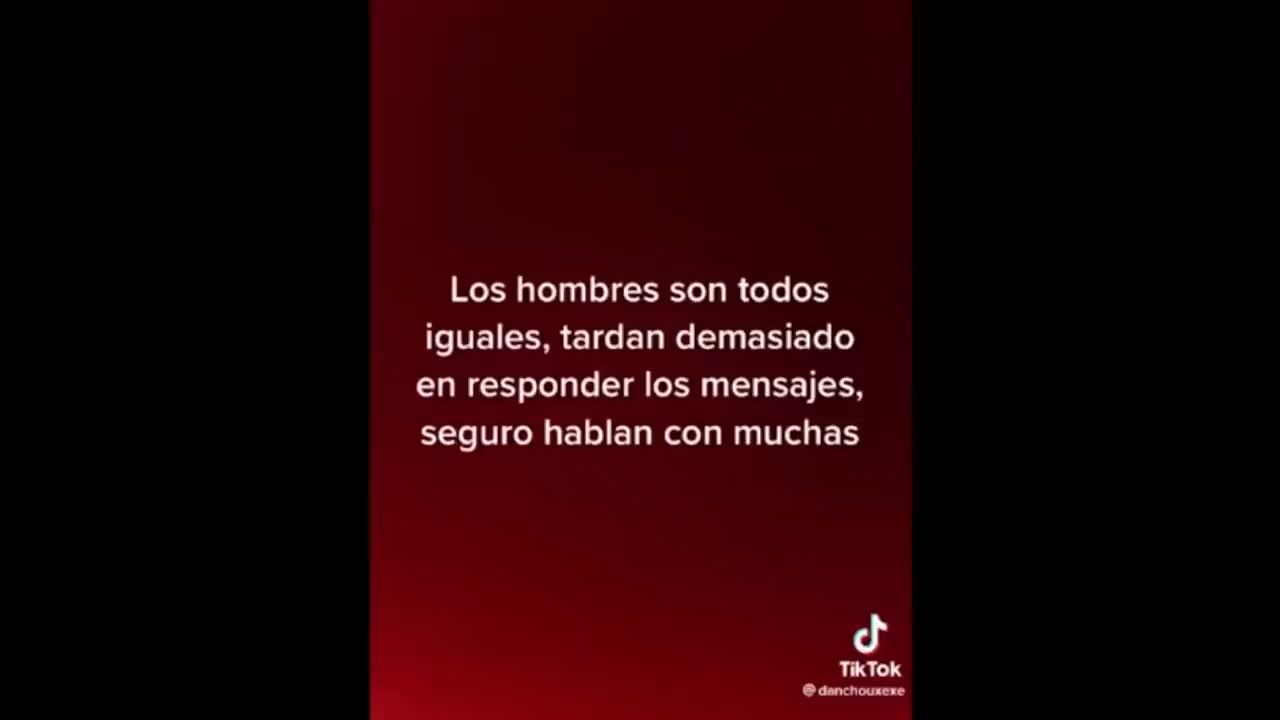 Los hombres son todos
iguales, tardan demasiado
en responder los mensajes,
seguro hablan con muchas
TikTok
@danchouxexe